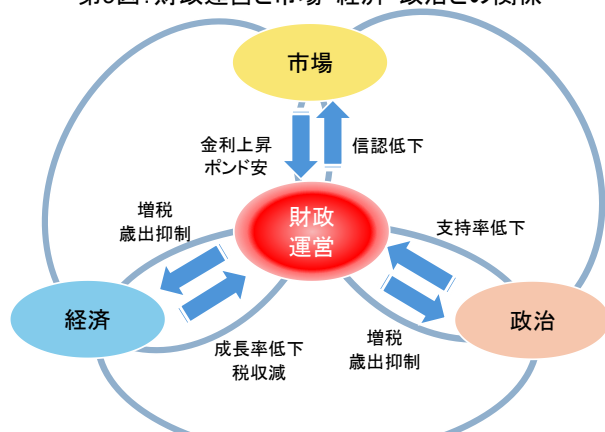 市場
金利上昇
ポンド安
信認低下
財政
運営
増税
歳出抑制
支持率低下
経済
政治
成長率低下
税収減
増税
歳出抑制